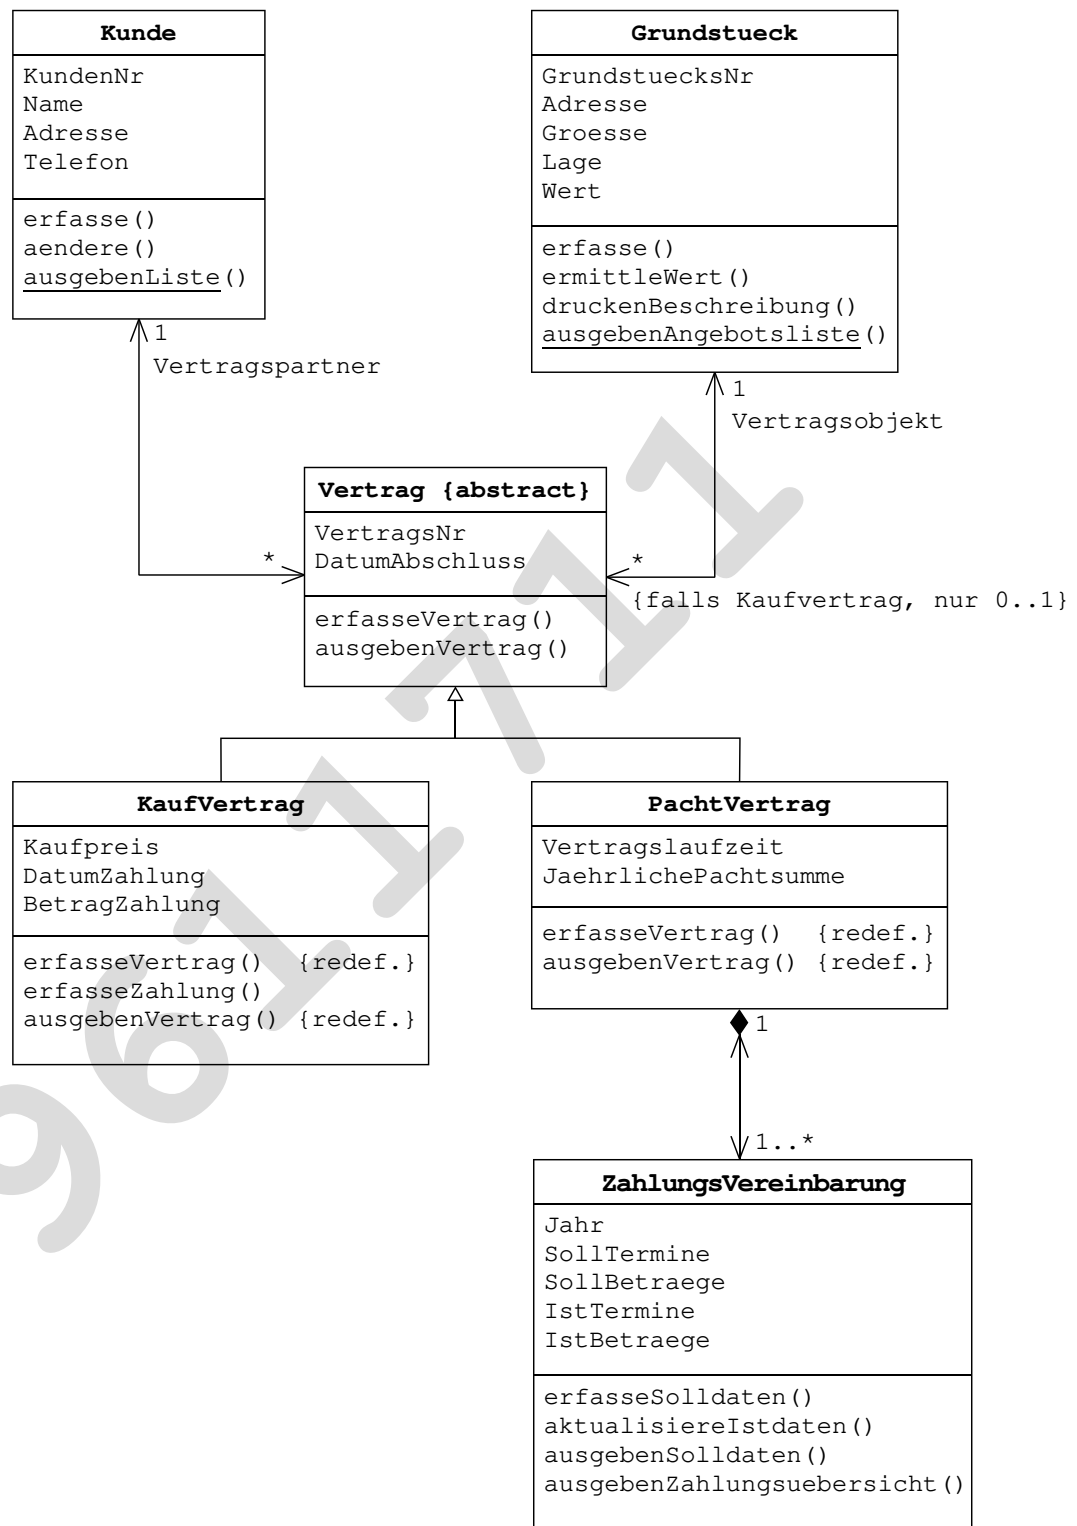 Kunde
KundenNr
Name
Adresse
Telefon
erfasse()
aendere()
ausgebenListe()
1
Vertragspartner
Grundstueck
GrundstuecksNr
Adresse
Groesse
Lage
Wert
erfasse()
ermittleWert()
druckenBeschreibung()
ausgebenAngebotsliste()
1
Vertragsobjekt
Vertrag {abstract}
VertragsNr
DatumAbschluss
erfasseVertrag()
ausgebenVertrag()
*
*
{falls Kaufvertrag, nur 0..1}
KaufVertrag
Kaufpreis
DatumZahlung
BetragZahlung
erfasseVertrag() {redef.}
erfasseZahlung()
ausgebenVertrag() {redef.}
PachtVertrag
Vertragslaufzeit
JaehrlichePachtsumme
erfasseVertrag() {redef.}
ausgebenVertrag() {redef.}
1
1..*
ZahlungsVereinbarung
Jahr
SollTermine
SollBetraege
IstTermine
IstBetraege
erfasseSolldaten()
aktualisiereIstdaten()
ausgebenSolldaten()
ausgebenZahlungsuebersicht()
9611711